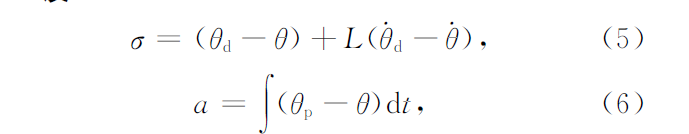 σ = (θ_d − θ) + L(θ̇_d − θ̇), (5)
a = ∫(θ_p − θ)dt, (6)